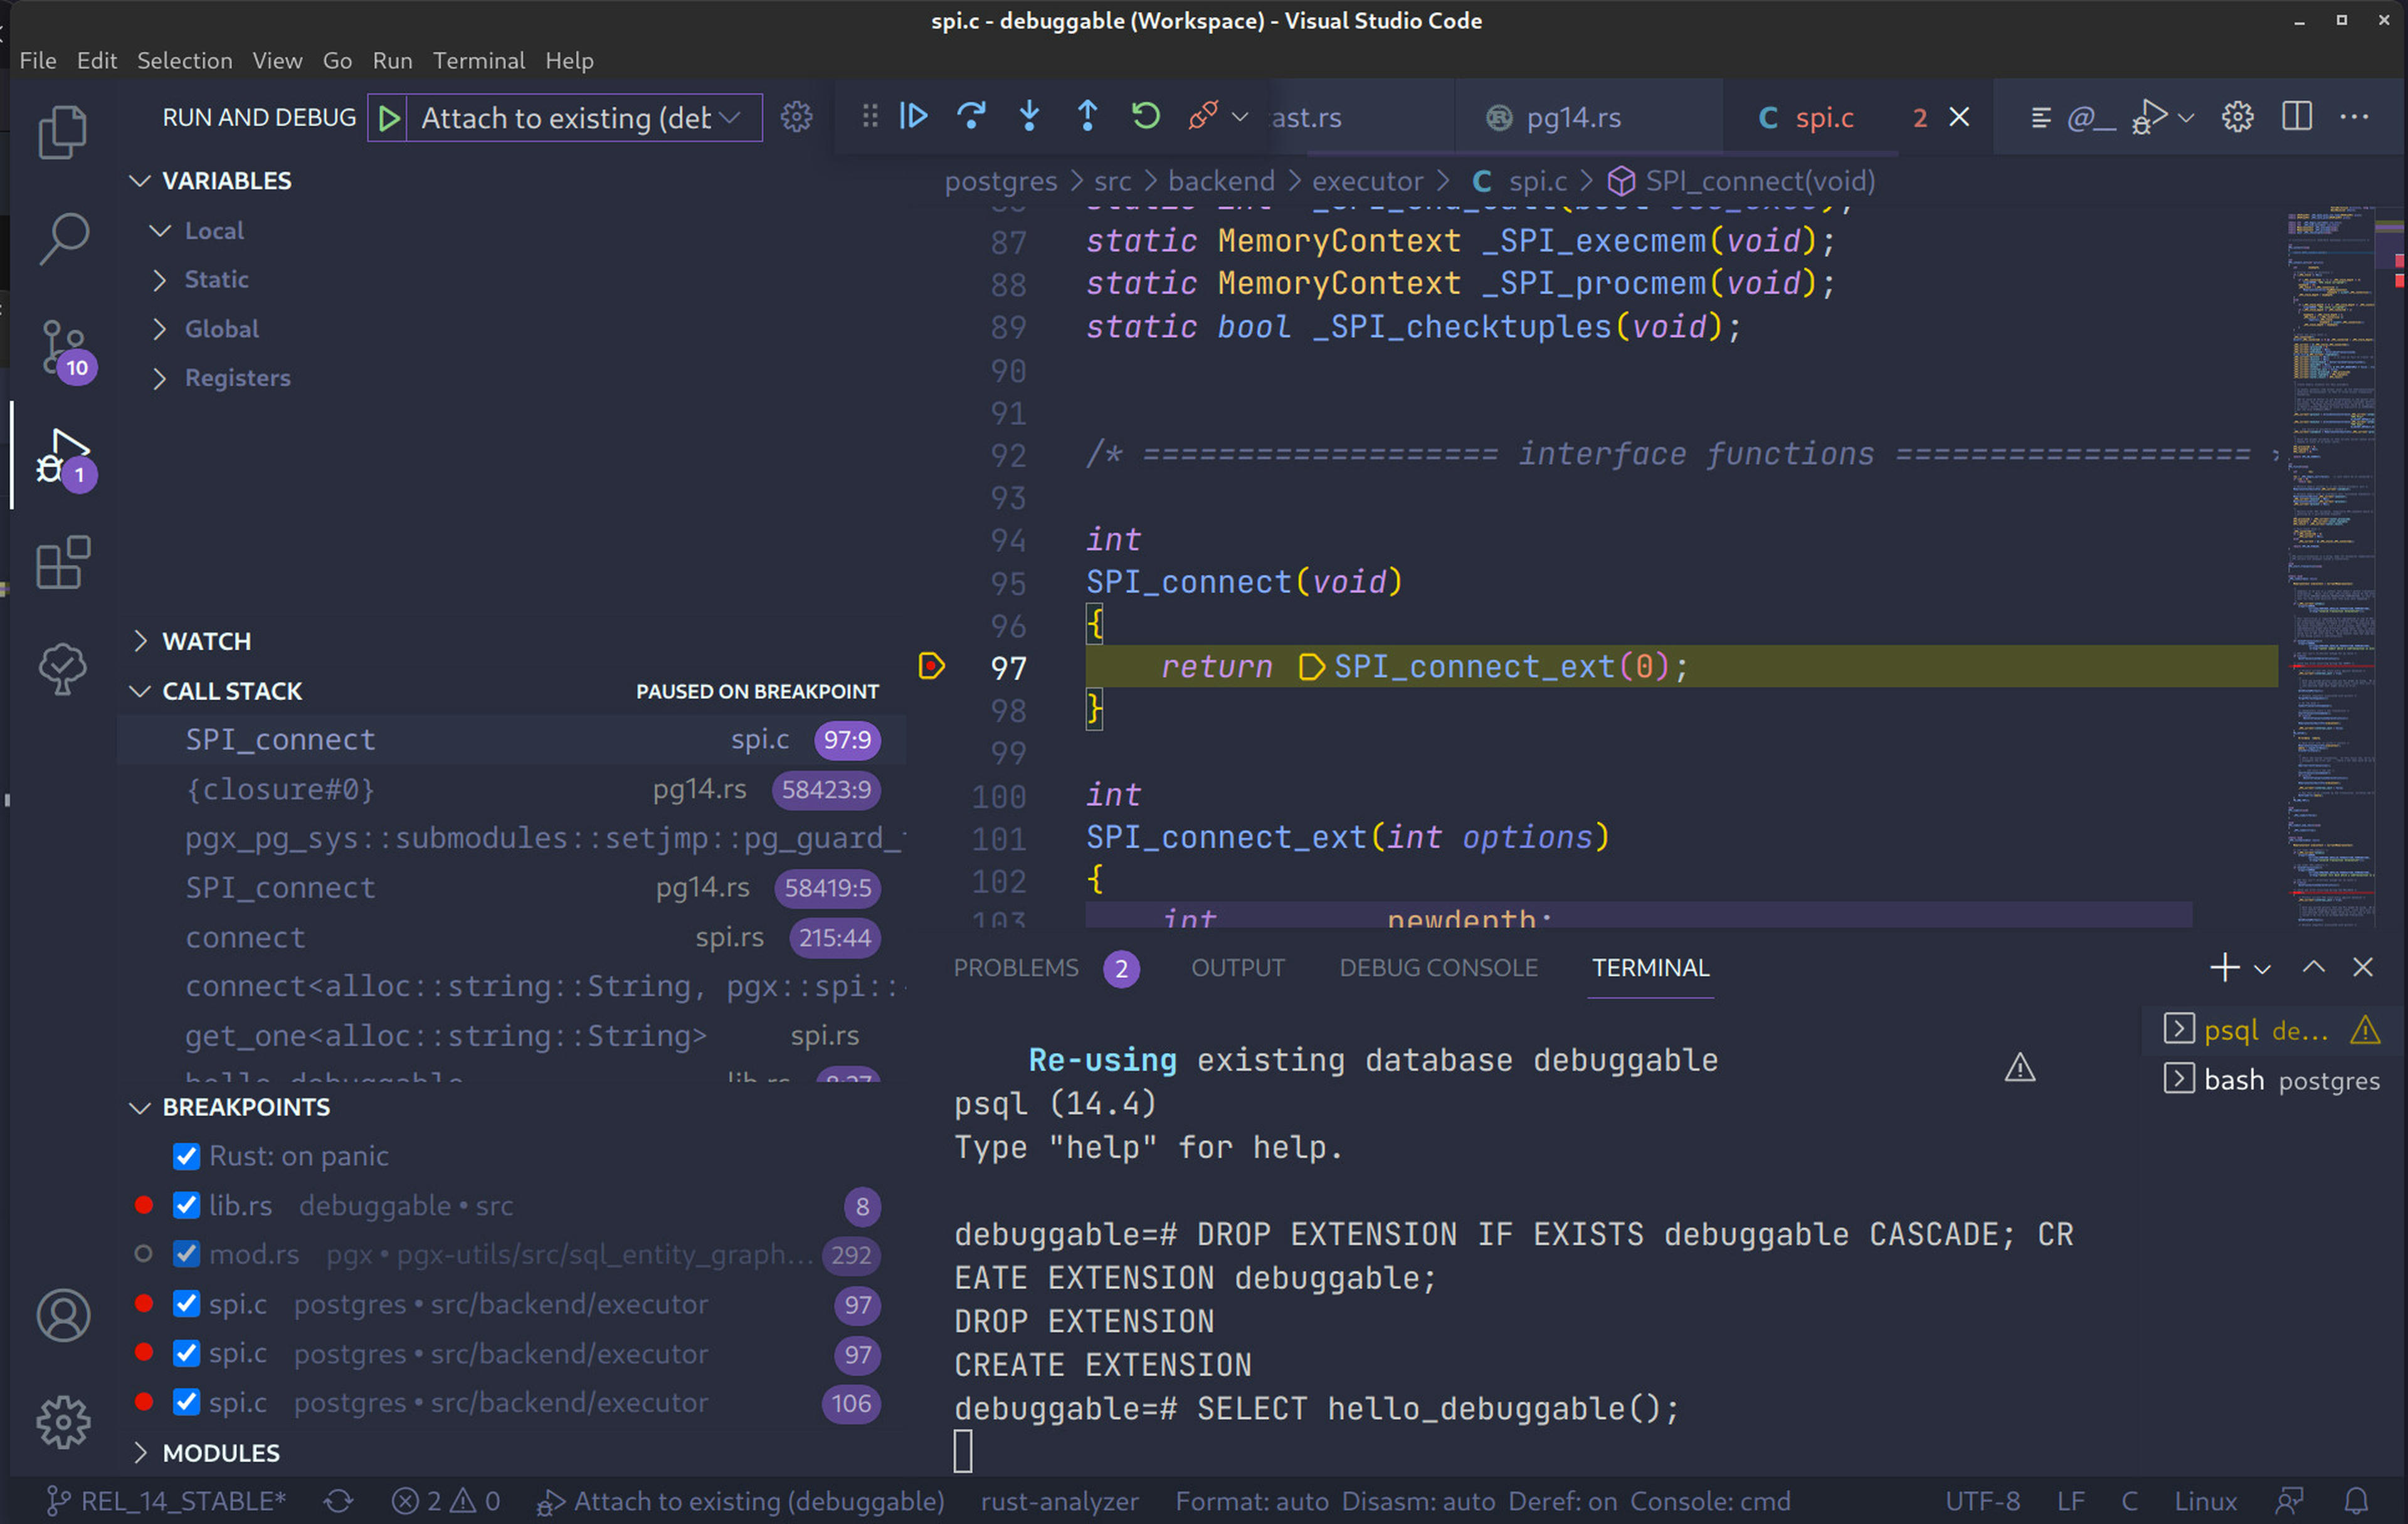 spi.c - debuggable (Workspace) - Visual Studio Code
File Edit Selection View Go Run Terminal Help
RUN AND DEBUG Attach to existing (deb
ast.rs pg14.rs C spi.c 2 @__
VARIABLES
Local
Static
Global
Registers
WATCH
CALL STACK PAUSED ON BREAKPOINT
SPI_connect spi.c 97:9
{closure#0} pg14.rs 58423:9
pgx_pg_sys::submodules::setjmp::pg_guard_
SPI_connect pg14.rs 58419:5
connect spi.rs 215:44
connect<alloc::string::String, pgx::spi::
get_one<alloc::string::String> spi.rs
hello_debuggable lib.rs 8:27
BREAKPOINTS
Rust: on panic
lib.rs debuggable • src 8
mod.rs pgx • pgx-utils/src/sql_entity_graph... 292
spi.c postgres • src/backend/executor 97
spi.c postgres • src/backend/executor 97
spi.c postgres • src/backend/executor 106
MODULES
10
1
postgres > src > backend > executor > C spi.c > SPI_connect(void)
87 static MemoryContext _SPI_execmem(void);
88 static MemoryContext _SPI_procmem(void);
89 static bool _SPI_checktuples(void);
90
91
92 /* =================== interface functions ===================
93
94 int
95 SPI_connect(void)
96 {
97 return SPI_connect_ext(0);
98 }
99
100 int
101 SPI_connect_ext(int options)
102 {
103 int newdepth;
PROBLEMS 2 OUTPUT DEBUG CONSOLE TERMINAL
Re-using existing database debuggable
psql (14.4)
Type "help" for help.
debuggable=# DROP EXTENSION IF EXISTS debuggable CASCADE; CR
EATE EXTENSION debuggable;
DROP EXTENSION
CREATE EXTENSION
debuggable=# SELECT hello_debuggable();
psql de...
bash postgres
REL_14_STABLE* 2 0 Attach to existing (debuggable) rust-analyzer Format: auto Disasm: auto Deref: on Console: cmd UTF-8 LF C Linux